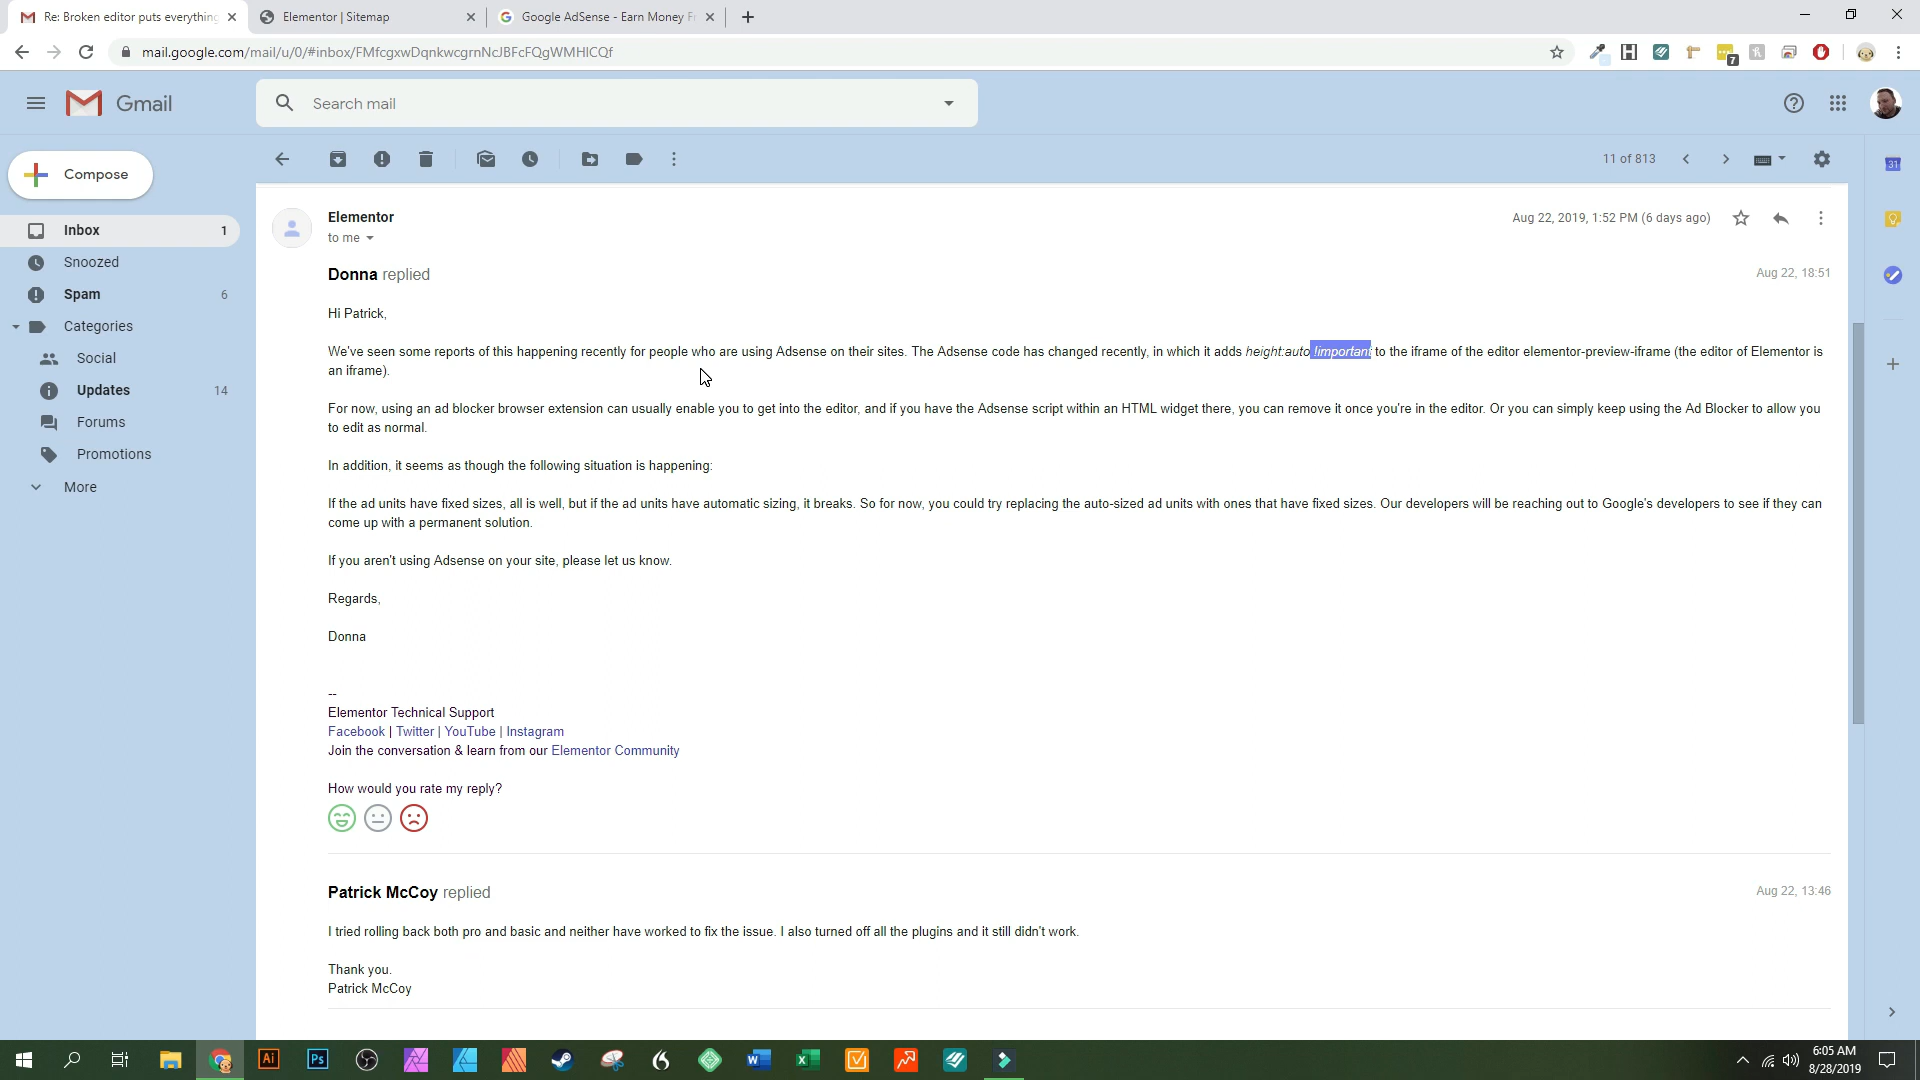 Re: Broken editor puts everything
Elementor | Sitemap
Google AdSense - Earn Money F
mail.google.com/mail/u/0/#inbox/FMfcgxwDqnkwcgrnNcJBFcFQgWMHlCQf
7
Gmail
Search mail
Compose
11 of 813
31
Inbox 1
Snoozed
Spam 6
Categories
Social
Updates 14
Forums
Promotions
More
Elementor
Aug 22, 2019, 1:52 PM (6 days ago)
to me
Donna replied
Aug 22, 18:51
Hi Patrick,
We've seen some reports of this happening recently for people who are using Adsense on their sites. The Adsense code has changed recently, in which it adds height:auto !important to the iframe of the editor elementor-preview-iframe (the editor of Elementor is
an iframe).
For now, using an ad blocker browser extension can usually enable you to get into the editor, and if you have the Adsense script within an HTML widget there, you can remove it once you're in the editor. Or you can simply keep using the Ad Blocker to allow you
to edit as normal.
In addition, it seems as though the following situation is happening:
If the ad units have fixed sizes, all is well, but if the ad units have automatic sizing, it breaks. So for now, you could try replacing the auto-sized ad units with ones that have fixed sizes. Our developers will be reaching out to Google's developers to see if they can
come up with a permanent solution.
If you aren't using Adsense on your site, please let us know.
Regards,
Donna
--
Elementor Technical Support
Facebook | Twitter | YouTube | Instagram
Join the conversation & learn from our Elementor Community
How would you rate my reply?
Patrick McCoy replied
Aug 22, 13:46
I tried rolling back both pro and basic and neither have worked to fix the issue. I also turned off all the plugins and it still didn't work.
Thank you.
Patrick McCoy
Ai
Ps
6:05 AM
8/28/2019